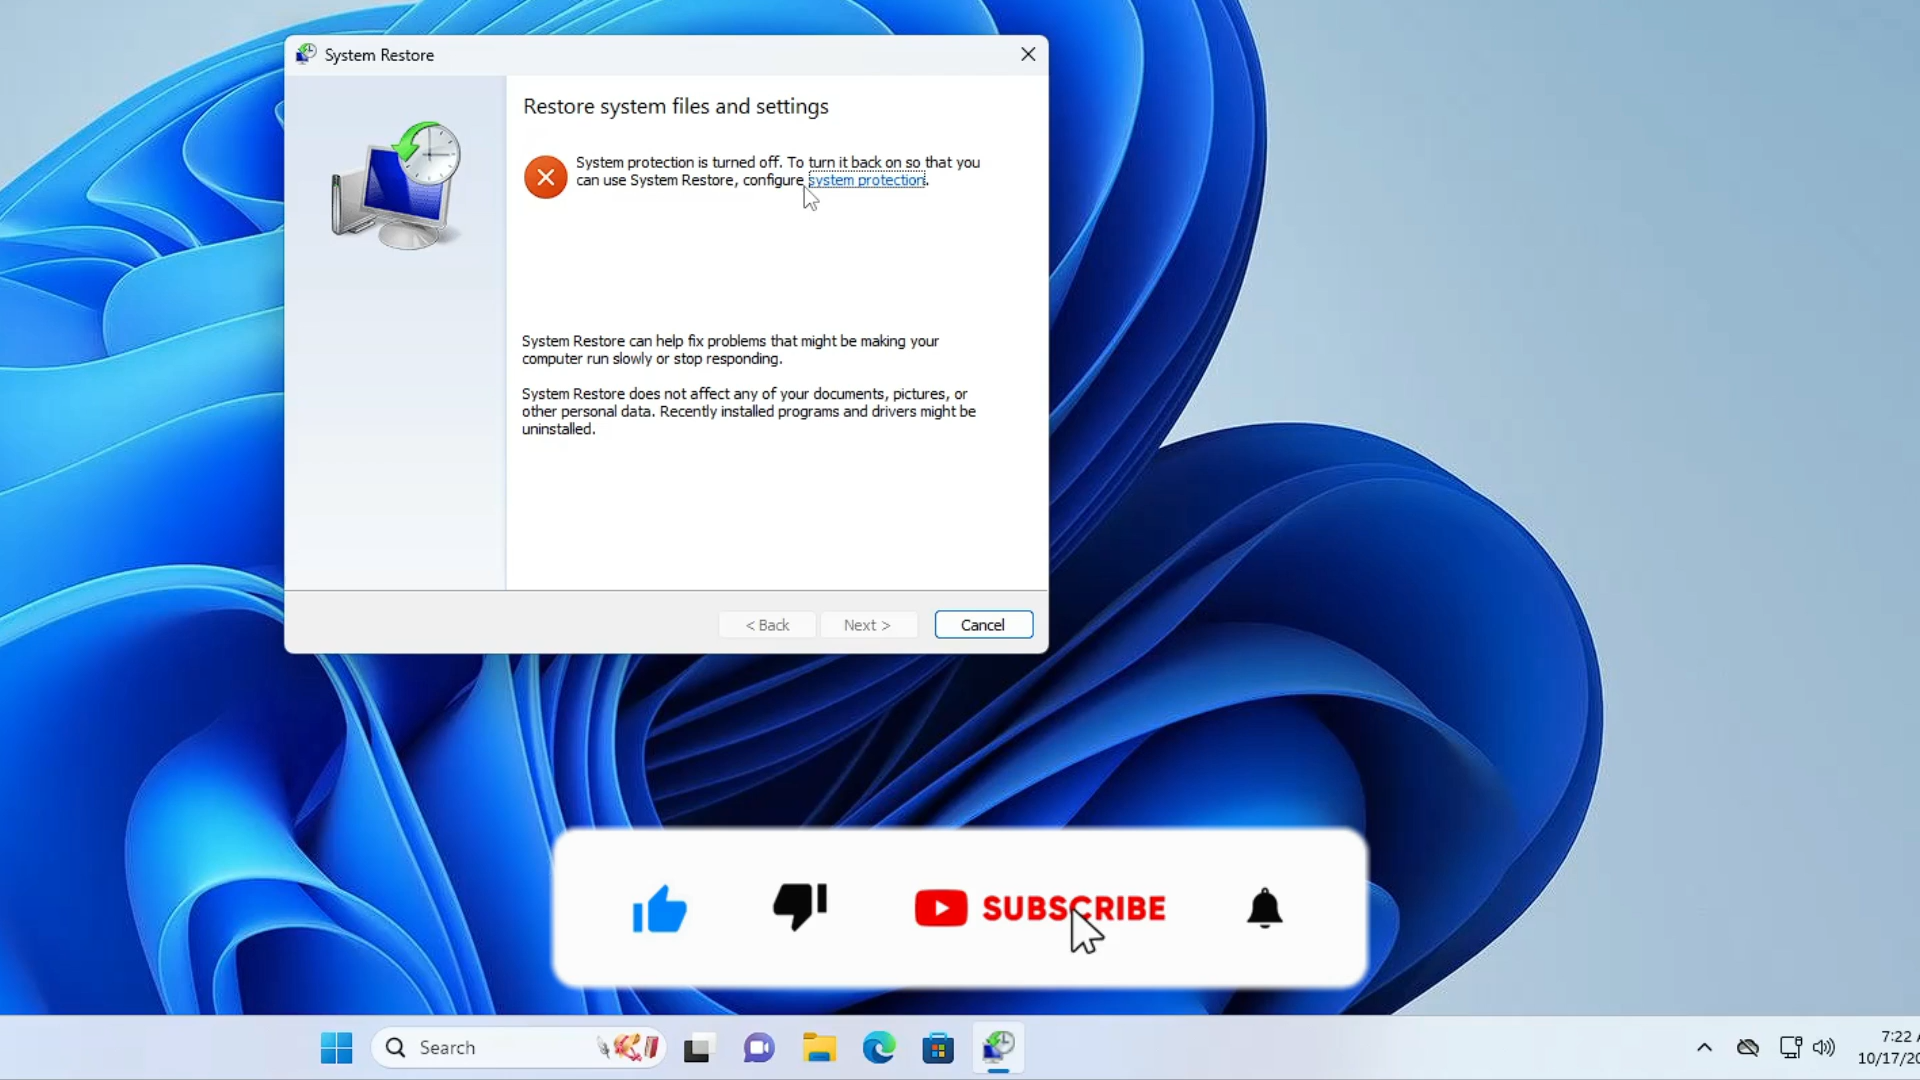 System Restore
Restore system files and settings
System protection is turned off. To turn it back on so that you
can use System Restore, configure system protection.
System Restore can help fix problems that might be making your
computer run slowly or stop responding.
System Restore does not affect any of your documents, pictures, or
other personal data. Recently installed programs and drivers might be
uninstalled.
< Back
Next >
Cancel
SUBSCRIBE
Search
7:22 A
10/17/20